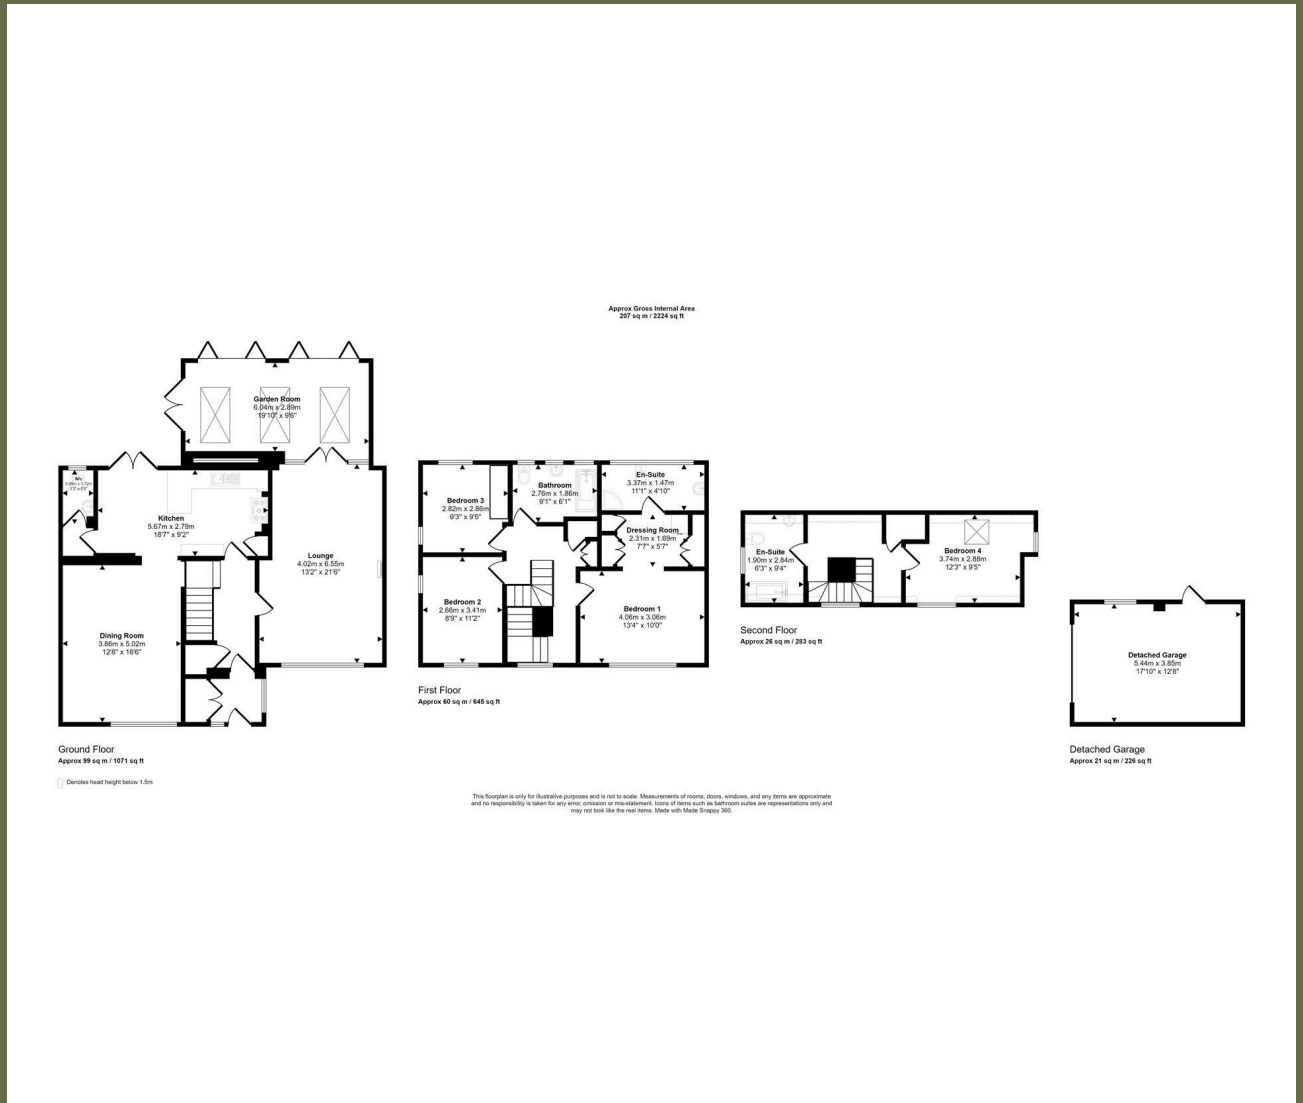 Approx Gross Internal Area
207 sq m / 2224 sq ft
Garden Room
6.04m x 2.89m
19'10" x 9'6"
Wc
0.98m x 1.72m
3'3" x 5'8"
Kitchen
5.67m x 2.79m
18'7" x 9'2"
Lounge
4.02m x 6.55m
13'2" x 21'6"
Dining Room
3.86m x 5.02m
12'8" x 16'6"
Ground Floor
Approx 99 sq m / 1071 sq ft
Denotes head height below 1.5m
Bedroom 3
2.82m x 2.86m
9'3" x 9'5"
Bathroom
2.76m x 1.86m
9'1" x 6'1"
En-Suite
3.37m x 1.47m
11'1" x 4'10"
Dressing Room
2.31m x 1.69m
7'7" x 5'7"
Bedroom 2
2.66m x 3.41m
8'9" x 11'2"
Bedroom 1
4.06m x 3.06m
13'4" x 10'0"
First Floor
Approx 60 sq m / 645 sq ft
En-Suite
1.90m x 2.84m
6'3" x 9'4"
Bedroom 4
3.74m x 2.88m
12'3" x 9'5"
Second Floor
Approx 26 sq m / 283 sq ft
Detached Garage
5.44m x 3.85m
17'10" x 12'8"
Detached Garage
Approx 21 sq m / 226 sq ft
This floorplan is only for illustrative purposes and is not to scale. Measurements of rooms, doors, windows, and any items are approximate
and no responsibility is taken for any error, omission or mis-statement. Icons of items such as bathroom suites are representations only and
may not look like the real items. Made with Made Snappy 360.